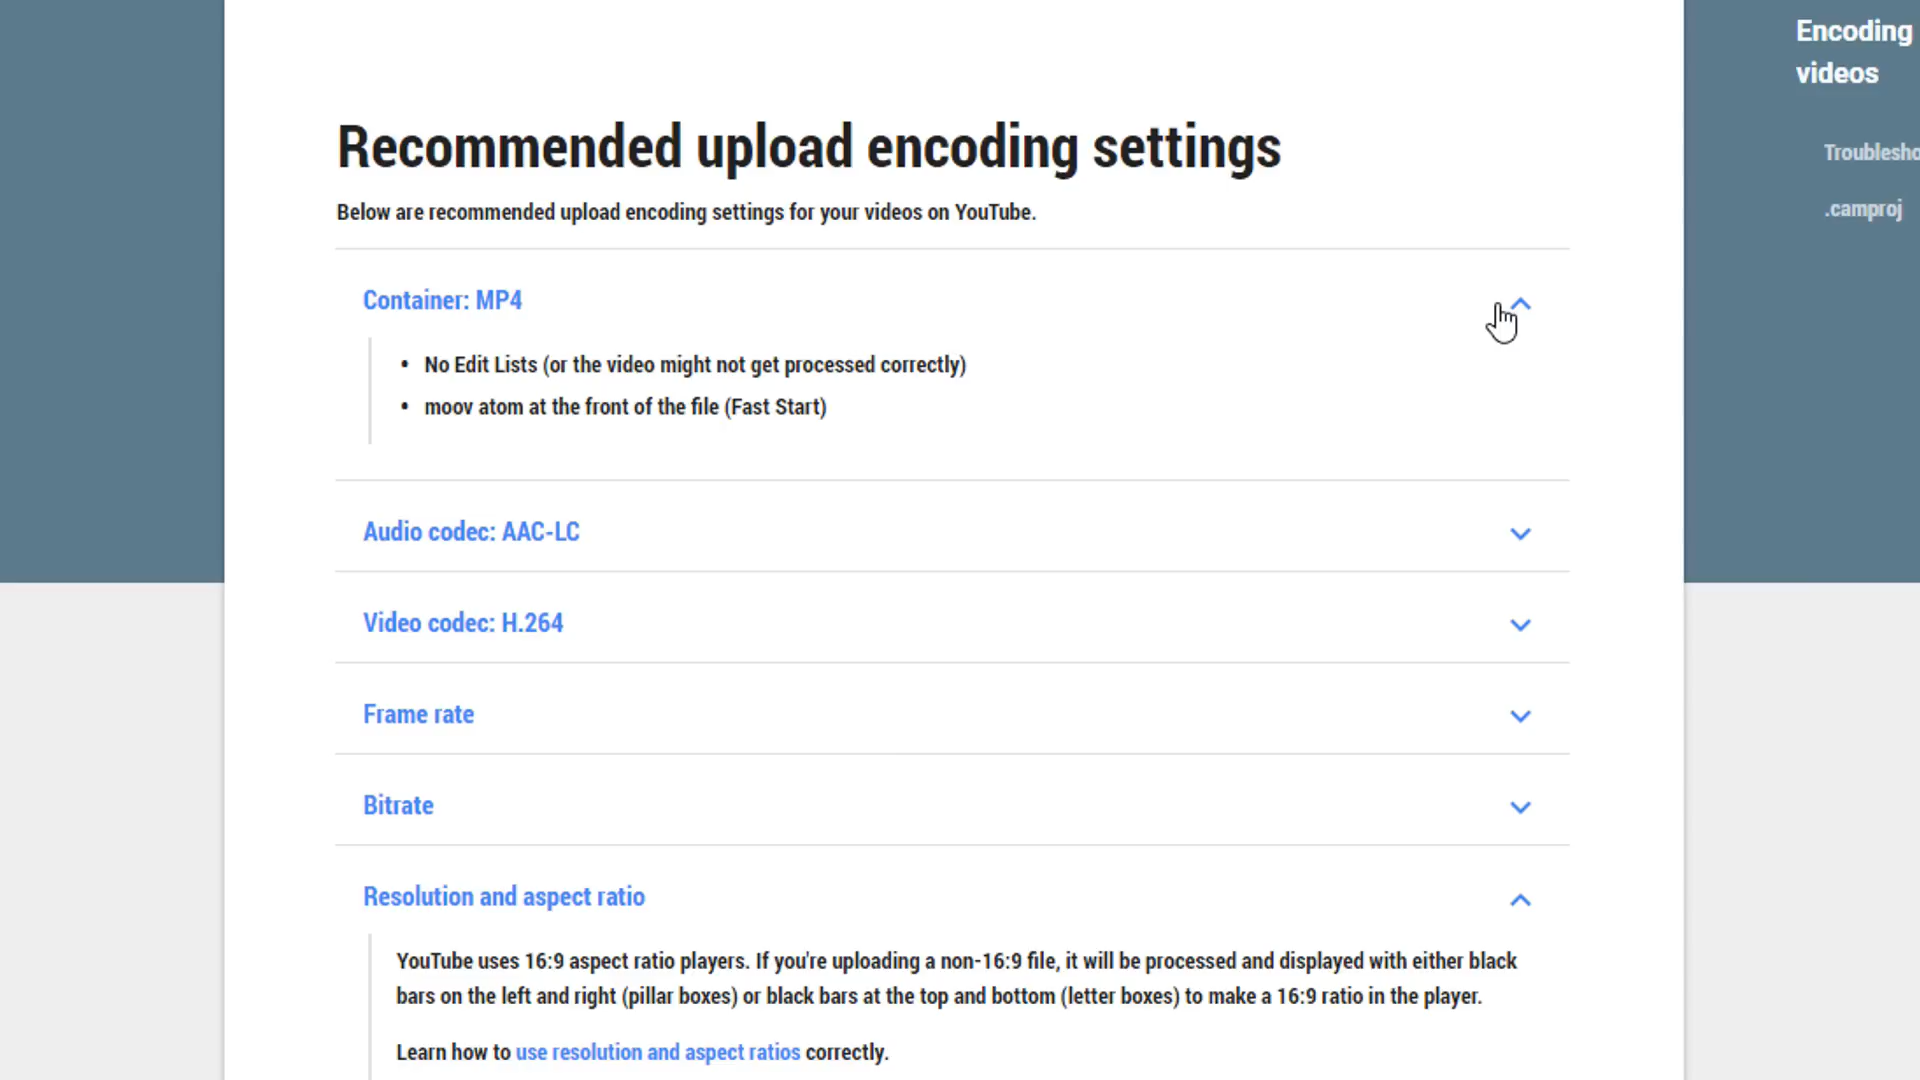 Recommended upload encoding settings
Below are recommended upload encoding settings for your videos on YouTube.
Container: MP4
• No Edit Lists (or the video might not get processed correctly)
• moov atom at the front of the file (Fast Start)
Audio codec: AAC-LC
Video codec: H.264
Frame rate
Bitrate
Resolution and aspect ratio
YouTube uses 16:9 aspect ratio players. If you're uploading a non-16:9 file, it will be processed and displayed with either black
bars on the left and right (pillar boxes) or black bars at the top and bottom (letter boxes) to make a 16:9 ratio in the player.
Learn how to use resolution and aspect ratios correctly.
Encoding
videos
Troublesho
.camproj